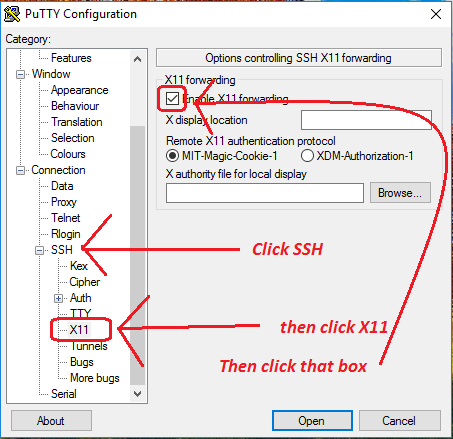 PuTTY Configuration
Category:
Features
Window
Appearance
Behaviour
Translation
Selection
Colours
Connection
Data
Proxy
Telnet
Rlogin
SSH
Kex
Cipher
Auth
TTY
X11
Tunnels
Bugs
More bugs
Serial
Options controlling SSH X11 forwarding
X11 forwarding
Enable X11 forwarding
X display location
Remote X11 authentication protocol
MIT-Magic-Cookie-1 XDM-Authorization-1
X authority file for local display
Browse...
Click SSH
then click X11
Then click that box
About Open Cancel